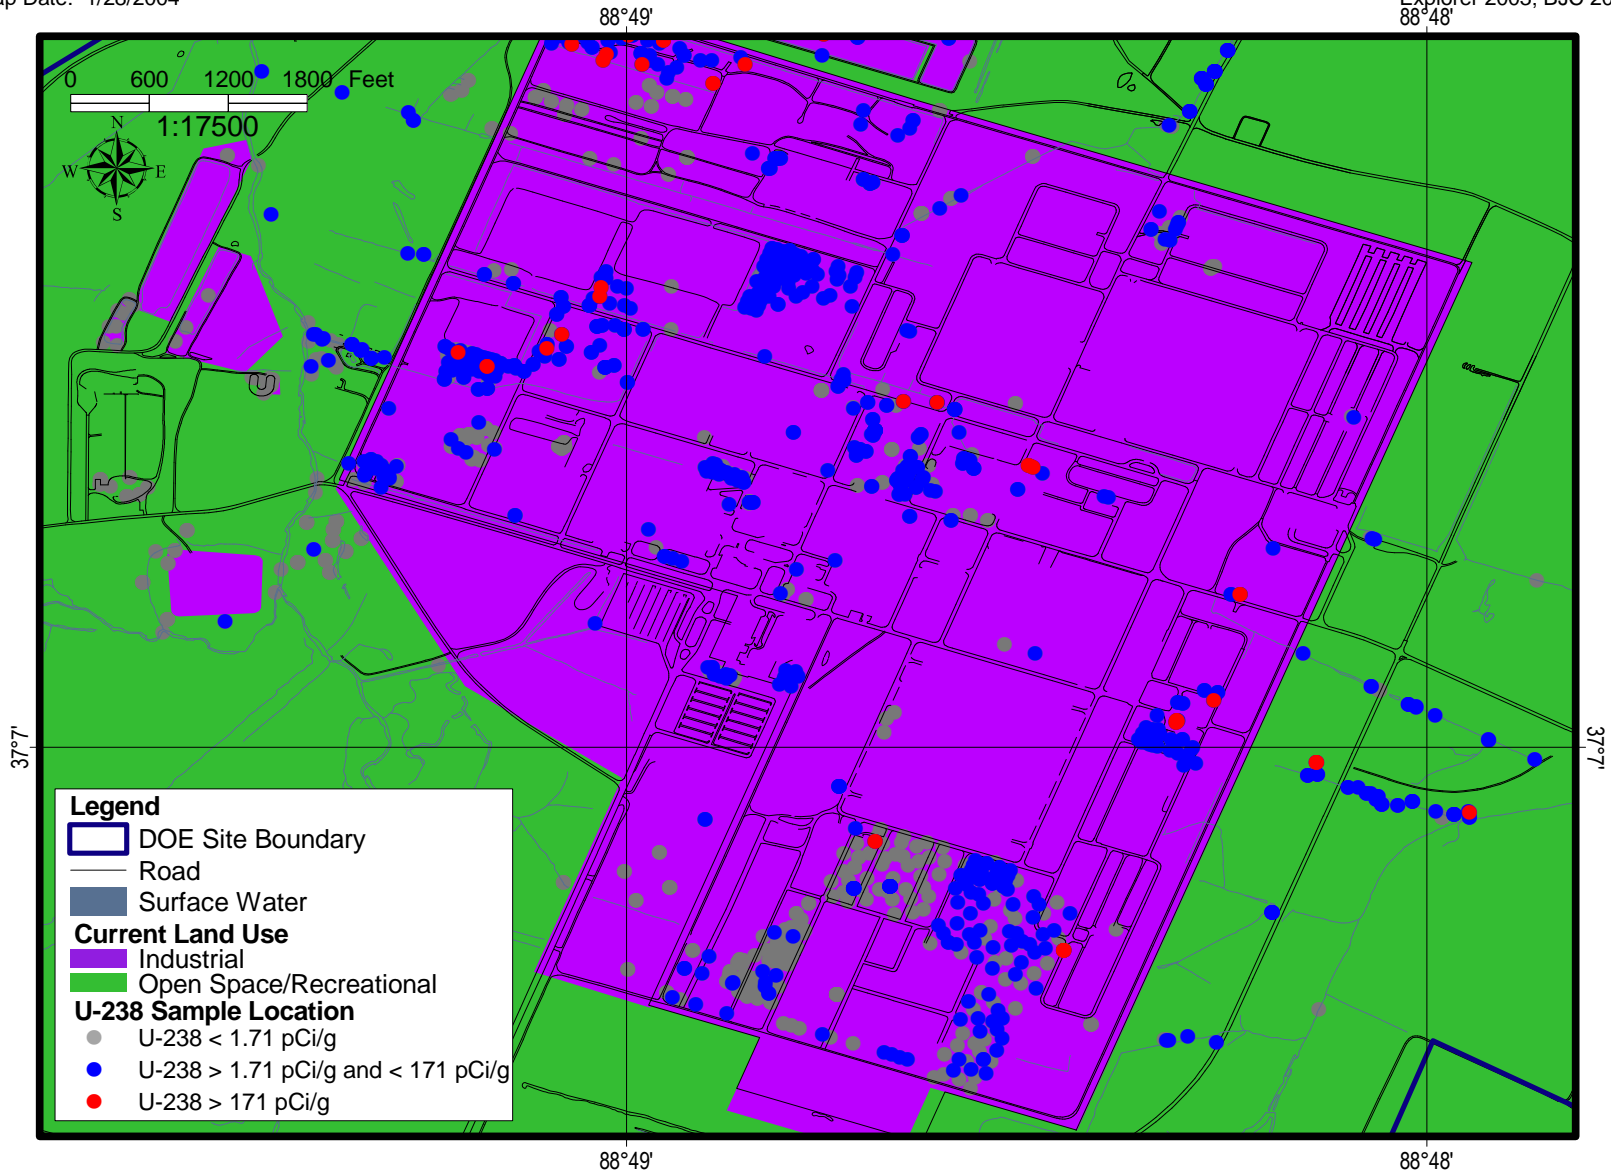 88°49' 88°48'
0 600 1200 1800 Feet
1:17500
N
W E
S
37°7' 37°7'
Legend
DOE Site Boundary
Road
Surface Water
Current Land Use
Industrial
Open Space/Recreational
U-238 Sample Location
U-238 < 1.71 pCi/g
U-238 > 1.71 pCi/g and < 171 pCi/g
U-238 > 171 pCi/g
88°49' 88°48'